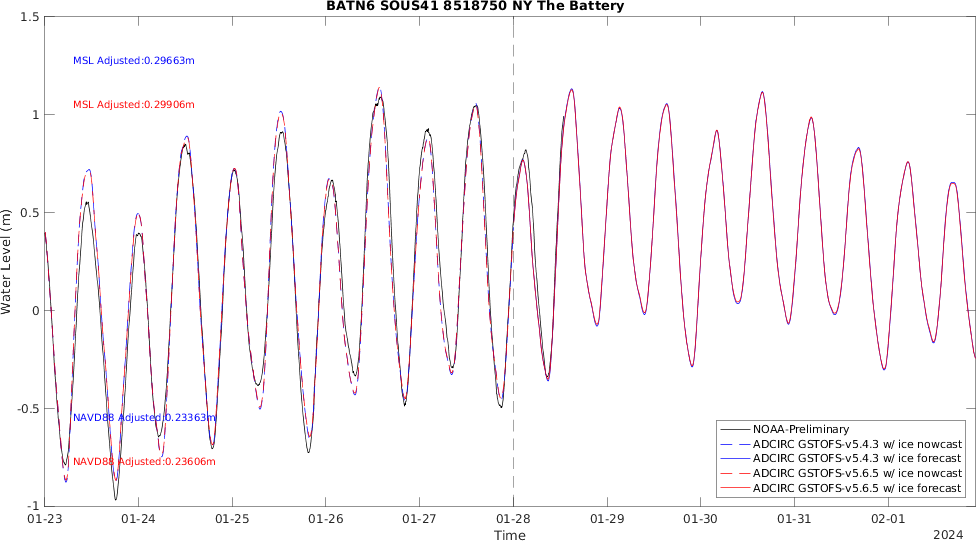 BATN6 SOUS41 8518750 NY The Battery
1.5
MSL Adjusted:0.29663m
MSL Adjusted:0.29906m
1
0.5
Water Level (m)
0
-0.5
NAVD88 Adjusted:0.23363m
NAVD88 Adjusted:0.23606m
-1
NOAA-Preliminary
ADCIRC GSTOFS-v5.4.3 w/ ice nowcast
ADCIRC GSTOFS-v5.4.3 w/ ice forecast
ADCIRC GSTOFS-v5.6.5 w/ ice nowcast
ADCIRC GSTOFS-v5.6.5 w/ ice forecast
01-23 01-24 01-25 01-26 01-27 01-28 01-29 01-30 01-31 02-01
Time
2024